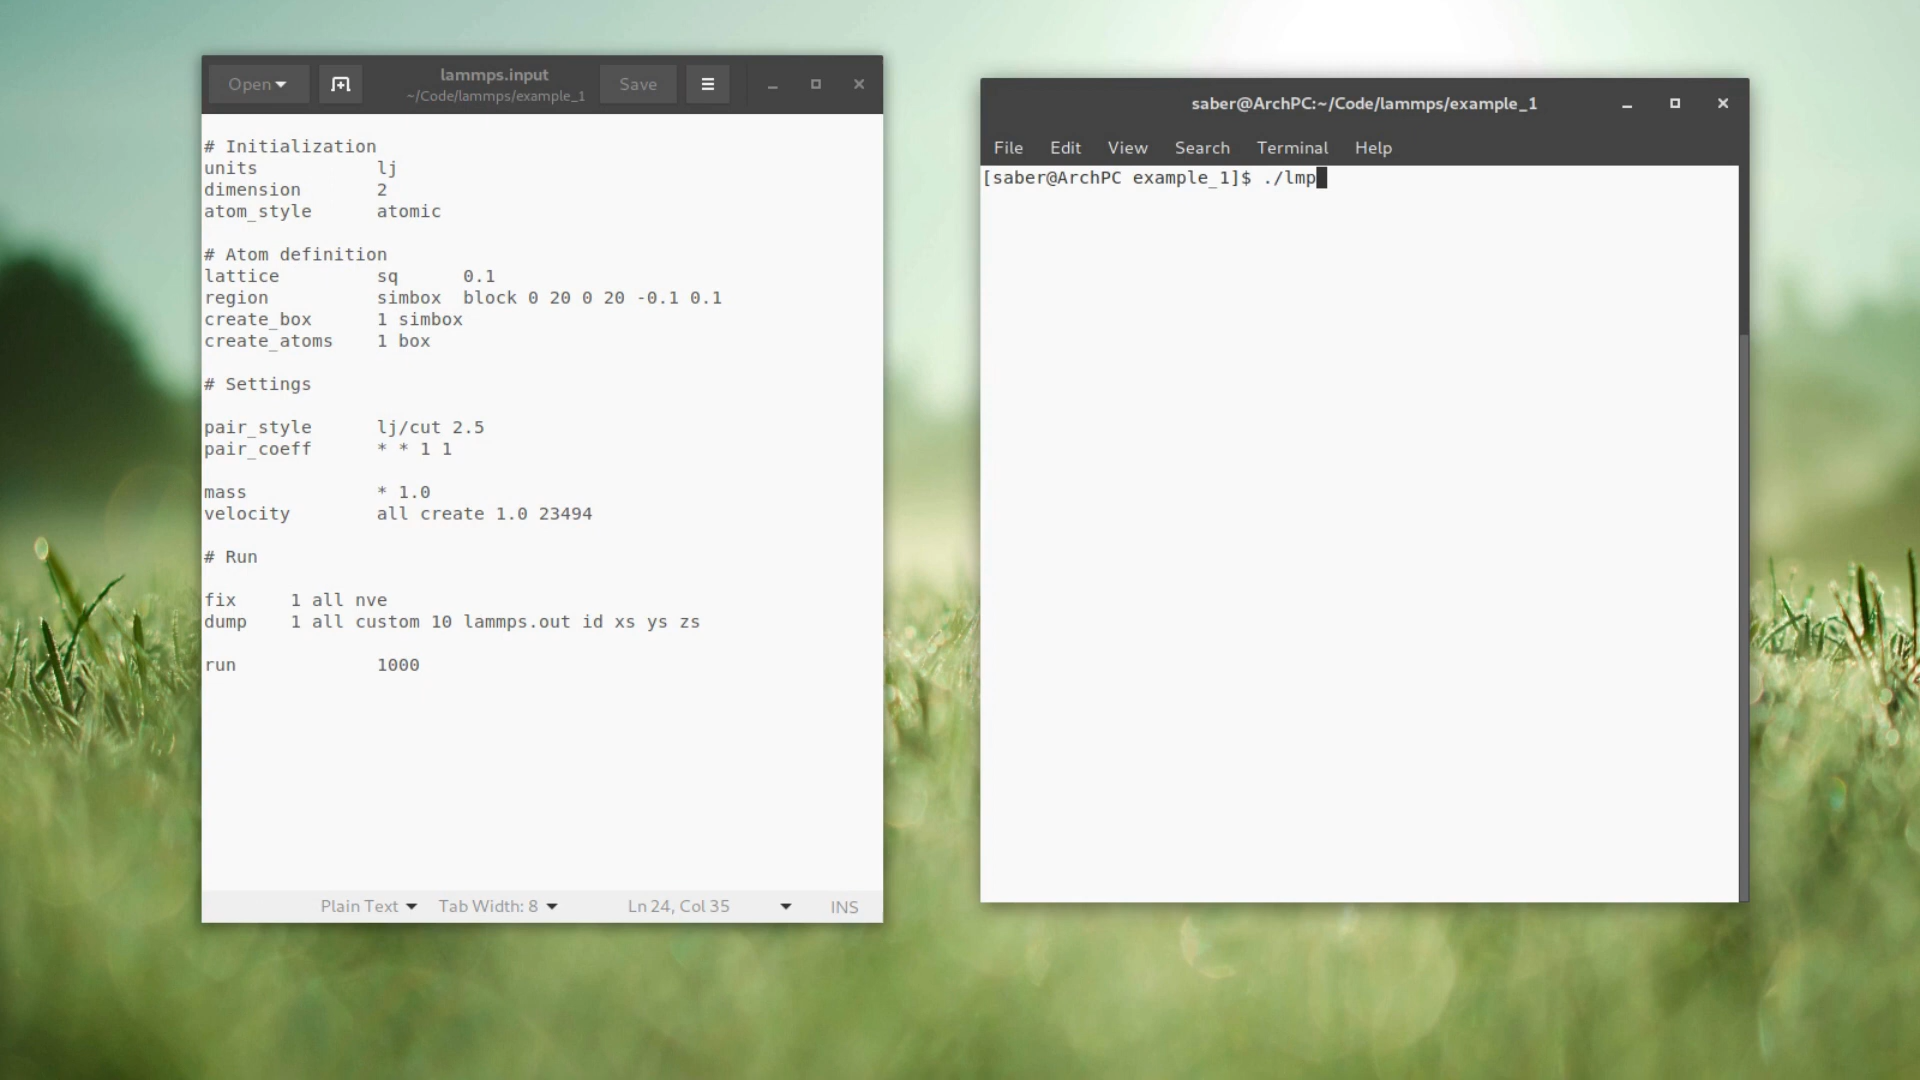 Open
lammps.input
~/Code/lammps/example_1
Save
# Initialization
units lj
dimension 2
atom_style atomic
# Atom definition
lattice sq 0.1
region simbox block 0 20 0 20 -0.1 0.1
create_box 1 simbox
create_atoms 1 box
# Settings
pair_style lj/cut 2.5
pair_coeff * * 1 1
mass * 1.0
velocity all create 1.0 23494
# Run
fix 1 all nve
dump 1 all custom 10 lammps.out id xs ys zs
run 1000
Plain Text Tab Width: 8 Ln 24, Col 35 INS
saber@ArchPC:~/Code/lammps/example_1
File Edit View Search Terminal Help
[saber@ArchPC example_1]$ ./lmp